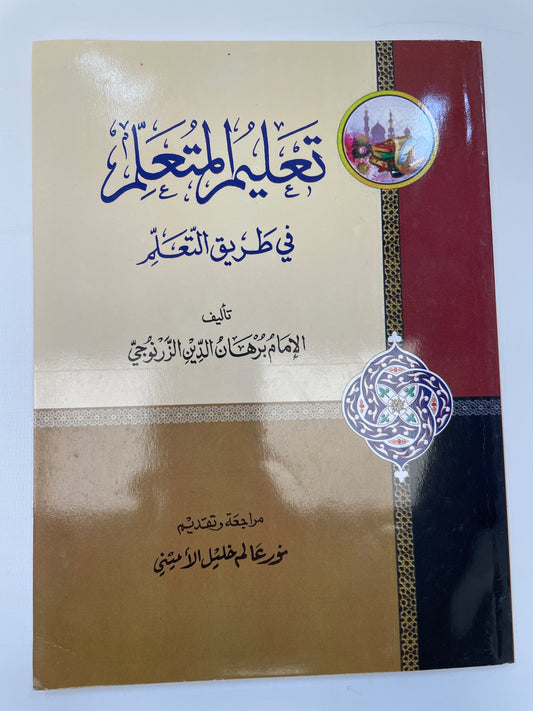 تعليم المتعلم
في طريق التعلم
تأليف
الإمام برهان الدين الزرنوجي
مراجعة وتقديم
نور عالم خليل الأميني